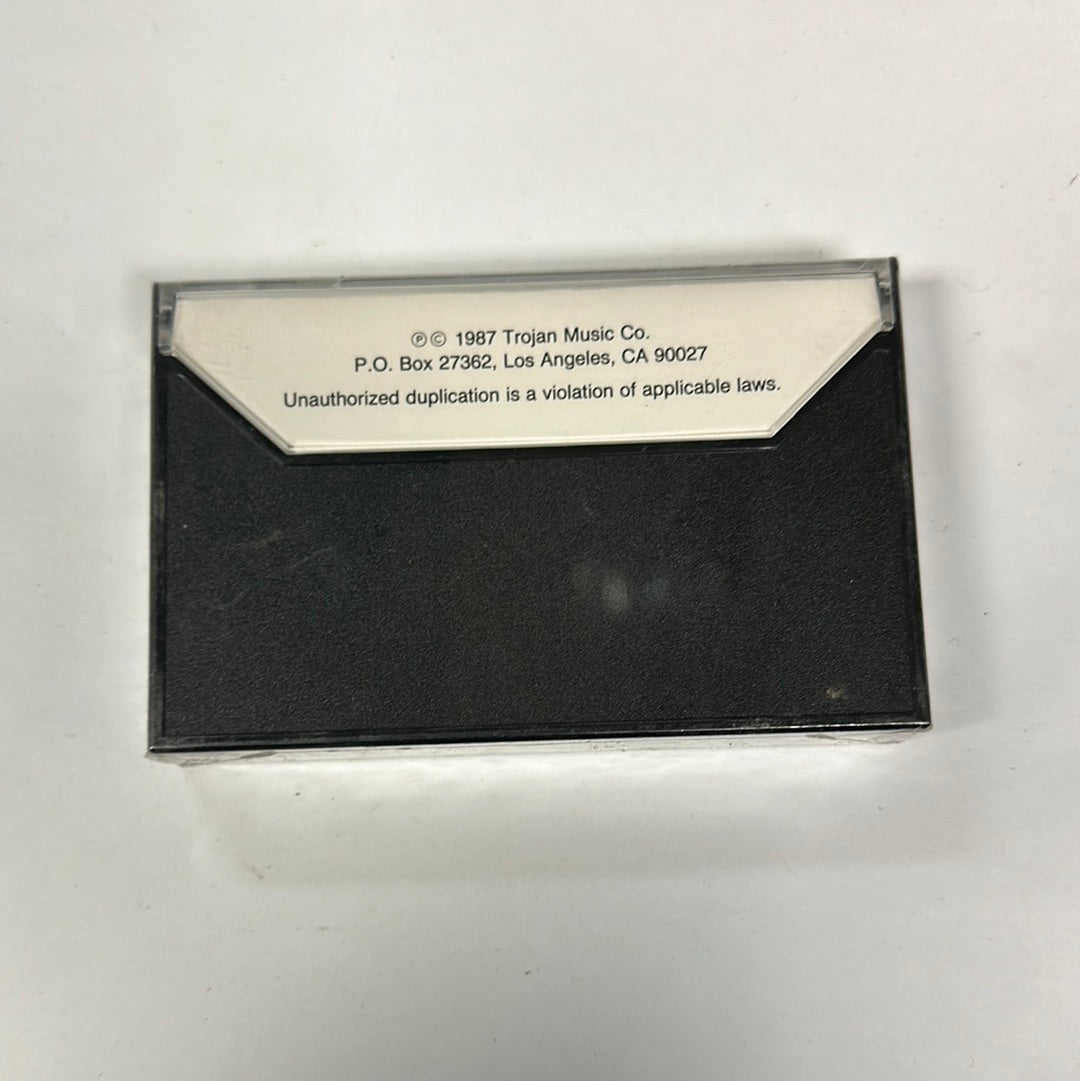 ℗© 1987 Trojan Music Co.
P.O. Box 27362, Los Angeles, CA 90027
Unauthorized duplication is a violation of applicable laws.